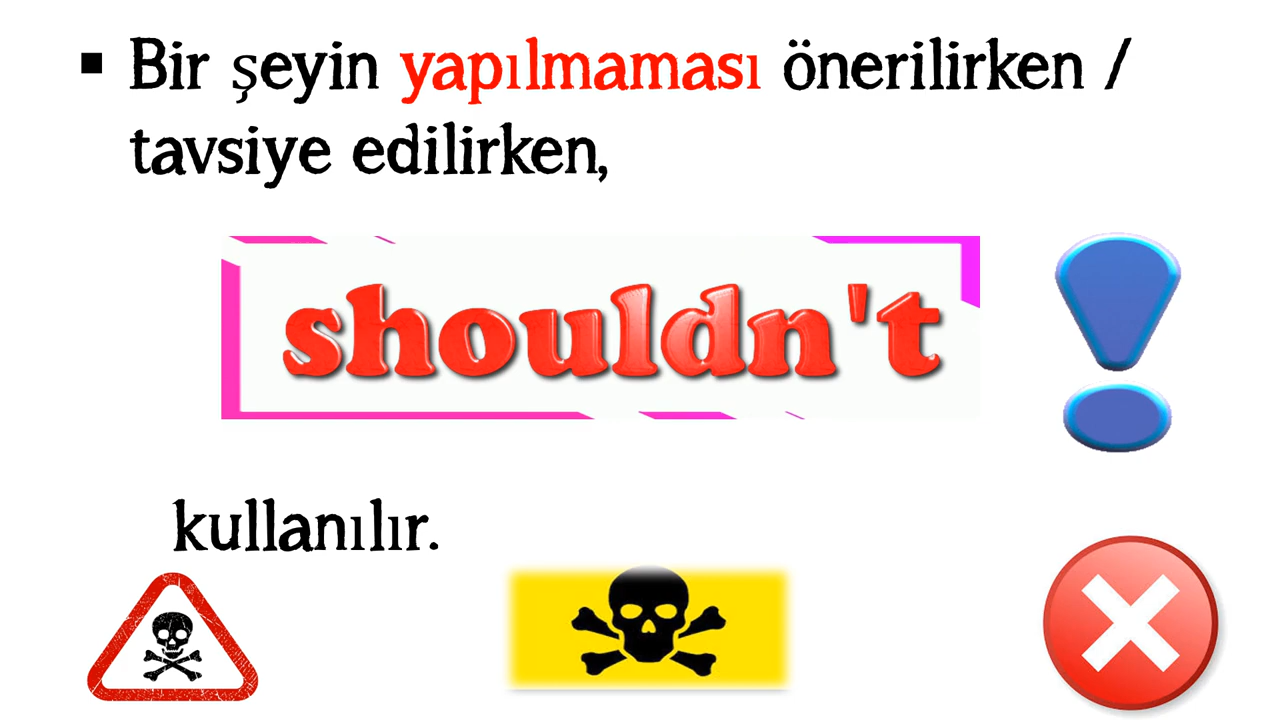 ▪ Bir şeyin yapılmaması önerilirken /
tavsiye edilirken,
shouldn't
kullanılır.